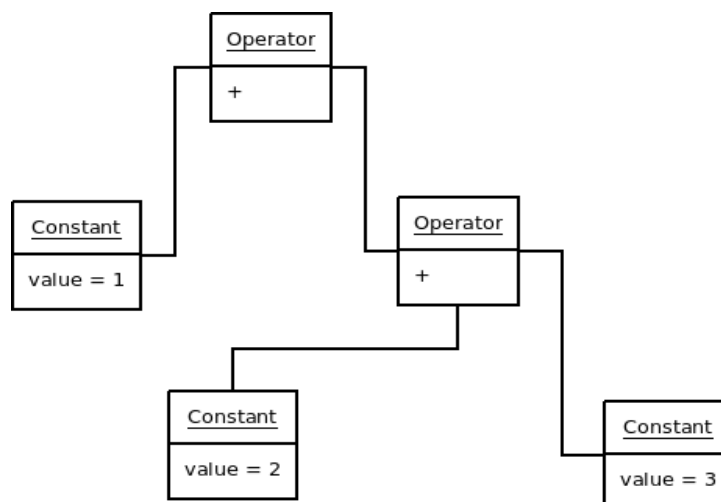 Operator
+
Constant
value = 1
Operator
+
Constant
value = 2
Constant
value = 3